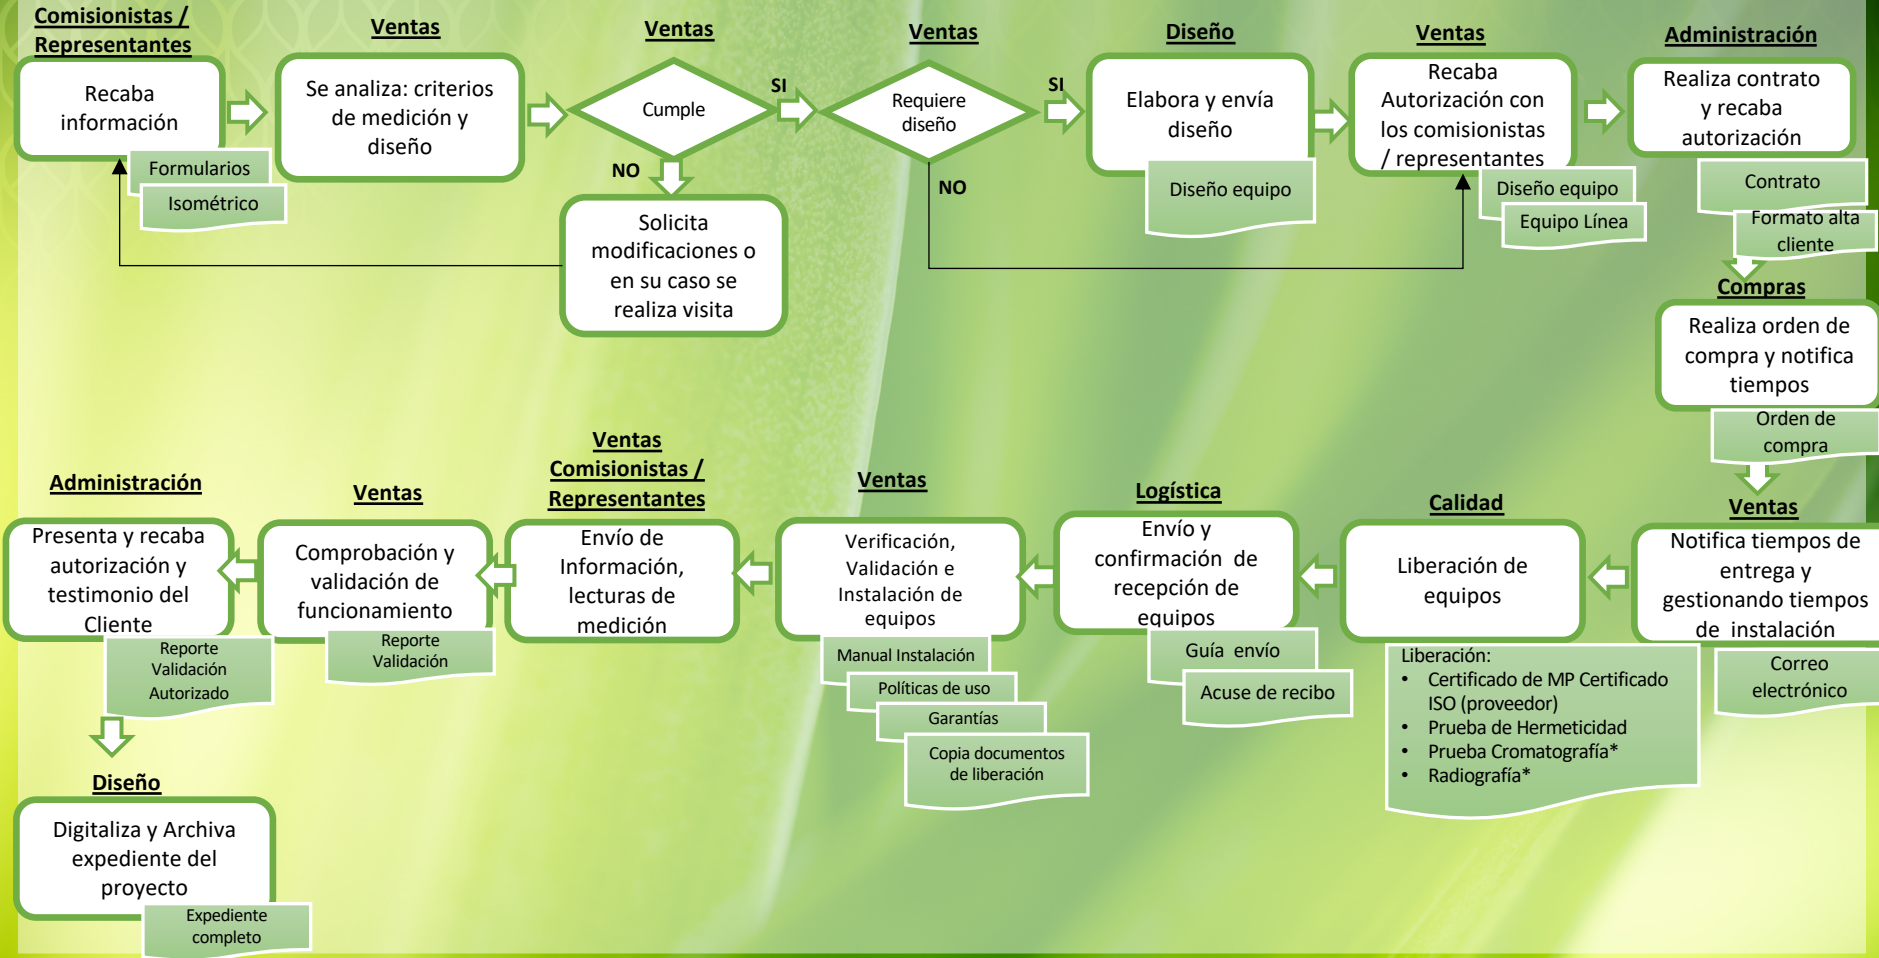 Comisionistas /
Representantes
Recaba
información
Formularios
Isométrico
Ventas
Se analiza: criterios
de medición y
diseño
Ventas
Cumple
SI
NO
Solicita
modificaciones o
en su caso se
realiza visita
Ventas
Requiere
diseño
SI
NO
Diseño
Elabora y envía
diseño
Diseño equipo
Ventas
Recaba
Autorización con
los comisionistas
/ representantes
Diseño equipo
Equipo Línea
Administración
Realiza contrato
y recaba
autorización
Contrato
Formato alta
cliente
Compras
Realiza orden de
compra y notifica
tiempos
Orden de
compra
Ventas
Notifica tiempos de
entrega y
gestionando tiempos
de instalación
Correo
electrónico
Calidad
Liberación de
equipos
Liberación:
• Certificado de MP Certificado
ISO (proveedor)
• Prueba de Hermeticidad
• Prueba Cromatografía*
• Radiografía*
Logística
Envío y
confirmación de
recepción de
equipos
Guía envío
Acuse de recibo
Ventas
Verificación,
Validación e
Instalación de
equipos
Manual Instalación
Políticas de uso
Garantías
Copia documentos
de liberación
Ventas
Comisionistas /
Representantes
Envío de
Información,
lecturas de
medición
Ventas
Comprobación y
validación de
funcionamiento
Reporte
Validación
Administración
Presenta y recaba
autorización y
testimonio del
Cliente
Reporte
Validación
Autorizado
Diseño
Digitaliza y Archiva
expediente del
proyecto
Expediente
completo